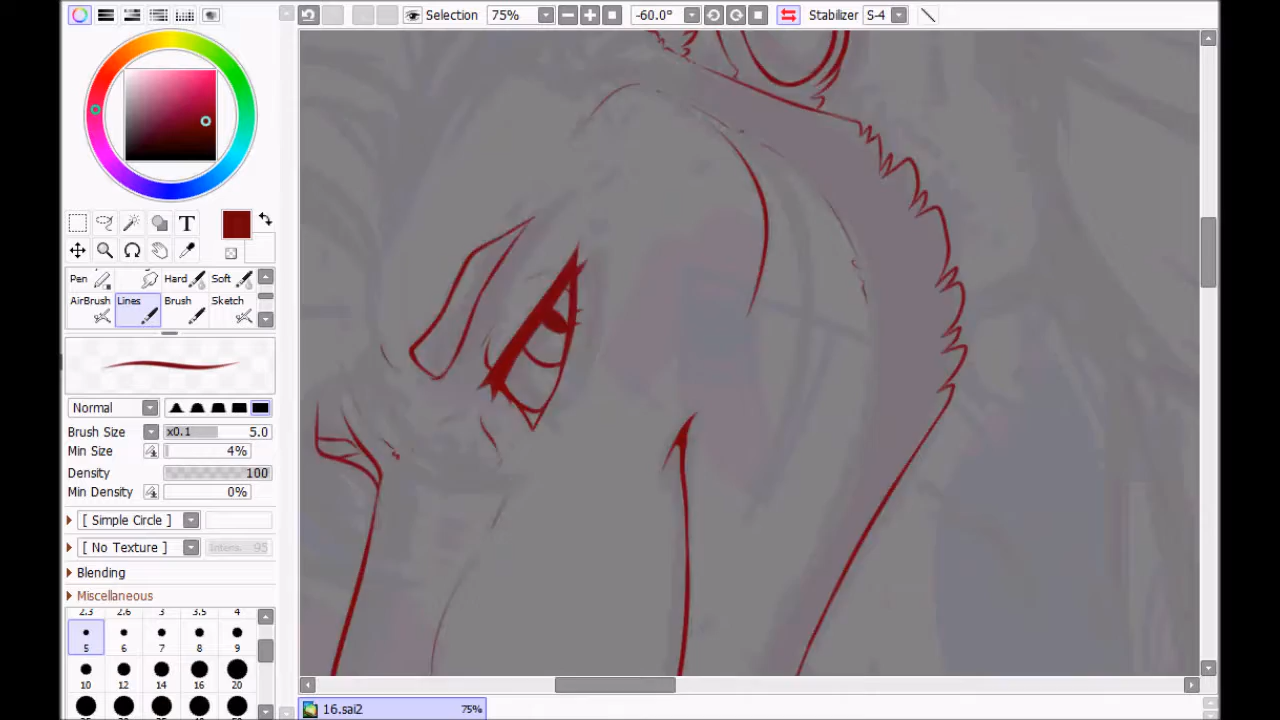 Selection 75% -60.0° Stabilizer S-4
T
Pen Hard Soft
AirBrush Lines Brush Sketch
Normal
Brush Size x0.1 5.0
Min Size 4%
Density 100
Min Density 0%
[ Simple Circle ]
[ No Texture ] 95
Blending
Miscellaneous
2.3 2.6 3 3.5 4
5 6 7 8 9
10 12 14 16 20
16.sai2 75%